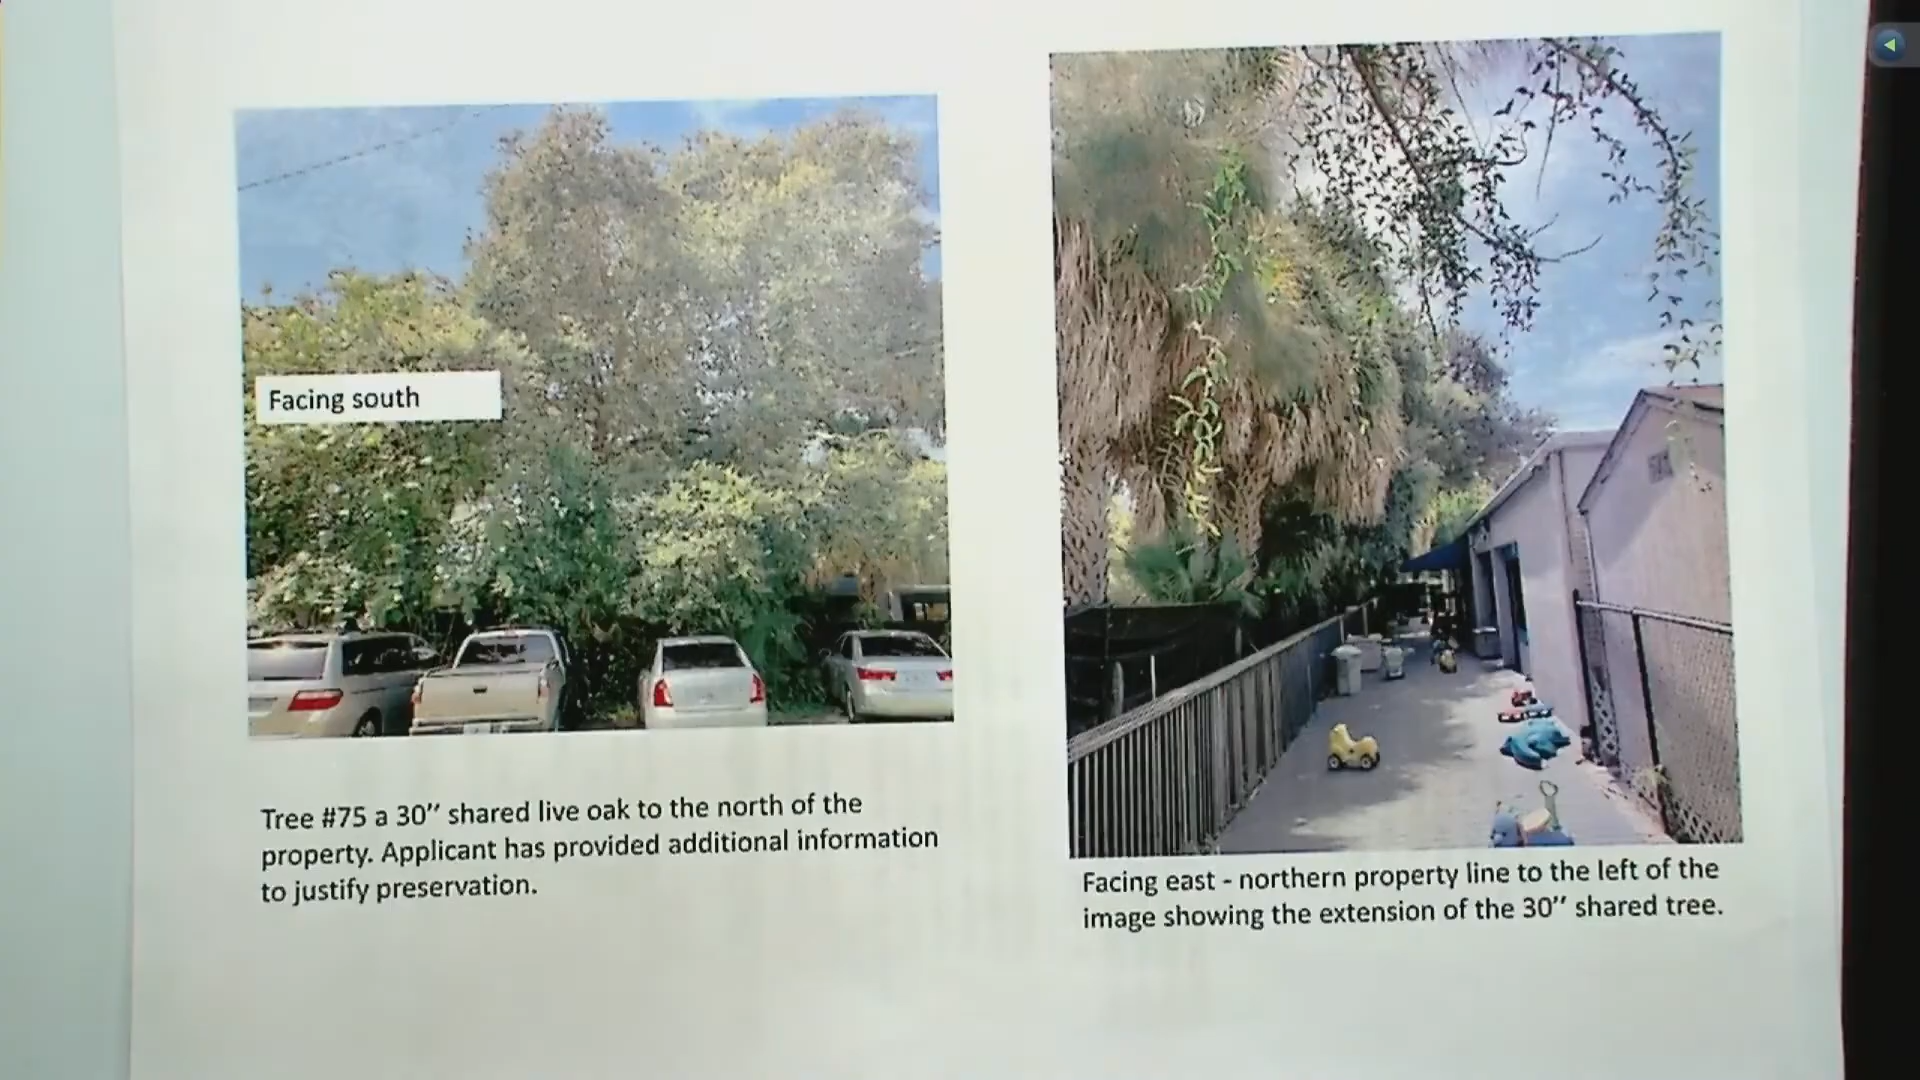 Facing south
Tree #75 a 30” shared live oak to the north of the
property. Applicant has provided additional information
to justify preservation.
Facing east - northern property line to the left of the
image showing the extension of the 30” shared tree.